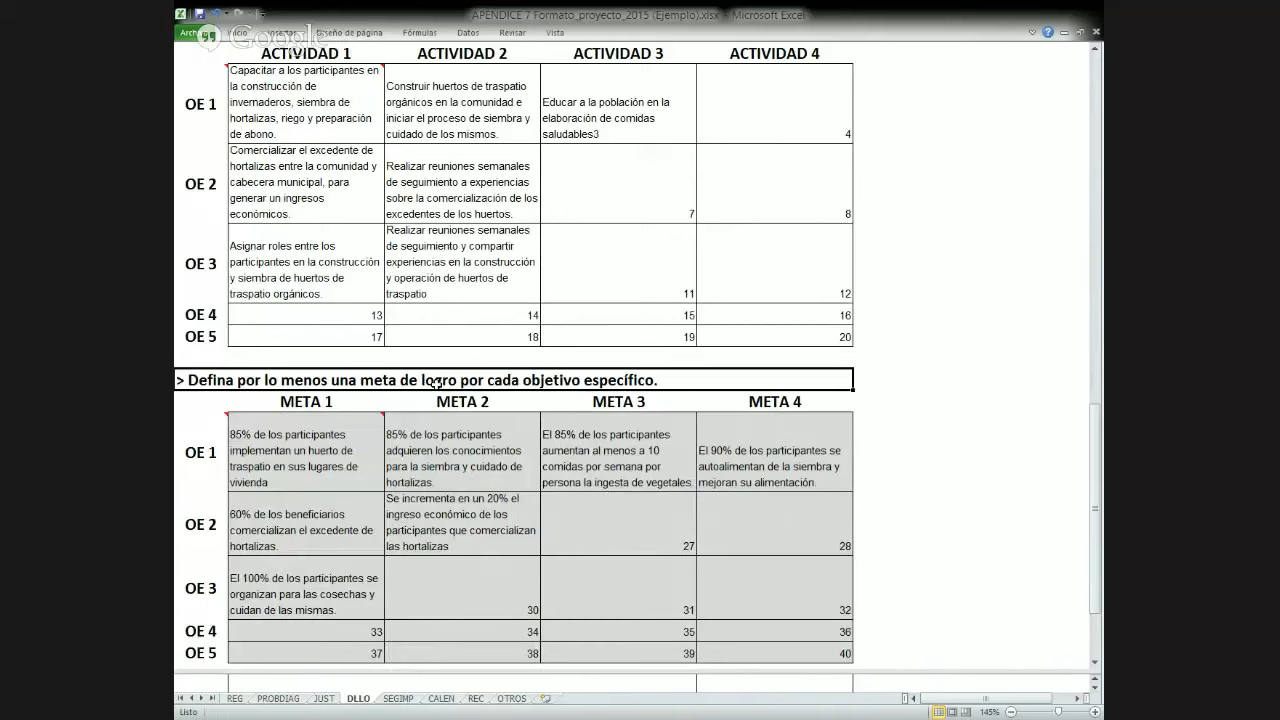 APENDICE 7 Formato_proyecto_2015 (Ejemplo).xlsx - Microsoft Excel
Google
Archivo Inicio Insertar Diseño de página Fórmulas Datos Revisar Vista
ACTIVIDAD 1 ACTIVIDAD 2 ACTIVIDAD 3 ACTIVIDAD 4
OE 1
Capacitar a los participantes en
la construcción de
invernaderos, siembra de
hortalizas, riego y preparación
de abono.
Construir huertos de traspatio
orgánicos en la comunidad e
iniciar el proceso de siembra y
cuidado de los mismos.
Educar a la población en la
elaboración de comidas
saludables3
4
OE 2
Comercializar el excedente de
hortalizas entre la comunidad y
cabecera municipal, para
generar un ingresos
económicos.
Realizar reuniones semanales
de seguimiento a experiencias
sobre la comercialización de los
excedentes de los huertos.
7
8
OE 3
Asignar roles entre los
participantes en la construcción
y siembra de huertos de
traspatio orgánicos.
Realizar reuniones semanales
de seguimiento y compartir
experiencias en la construcción
y operación de huertos de
traspatio
11
12
OE 4 13 14 15 16
OE 5 17 18 19 20
> Defina por lo menos una meta de logro por cada objetivo específico.
META 1 META 2 META 3 META 4
OE 1
85% de los participantes
implementan un huerto de
traspatio en sus lugares de
vivienda
85% de los participantes
adquieren los conocimientos
para la siembra y cuidado de
hortalizas.
El 85% de los participantes
aumentan al menos a 10
comidas por semana por
persona la ingesta de vegetales.
El 90% de los participantes se
autoalimentan de la siembra y
mejoran su alimentación.
OE 2
60% de los beneficiarios
comercializan el excedente de
hortalizas.
Se incrementa en un 20% el
ingreso económico de los
participantes que comercializan
las hortalizas
27
28
OE 3
El 100% de los participantes se
organizan para las cosechas y
cuidan de las mismas.
30
31
32
OE 4 33 34 35 36
OE 5 37 38 39 40
REG PROBDIAG JUST DLLO SEGIMP CALEN REC OTROS
Listo 145%